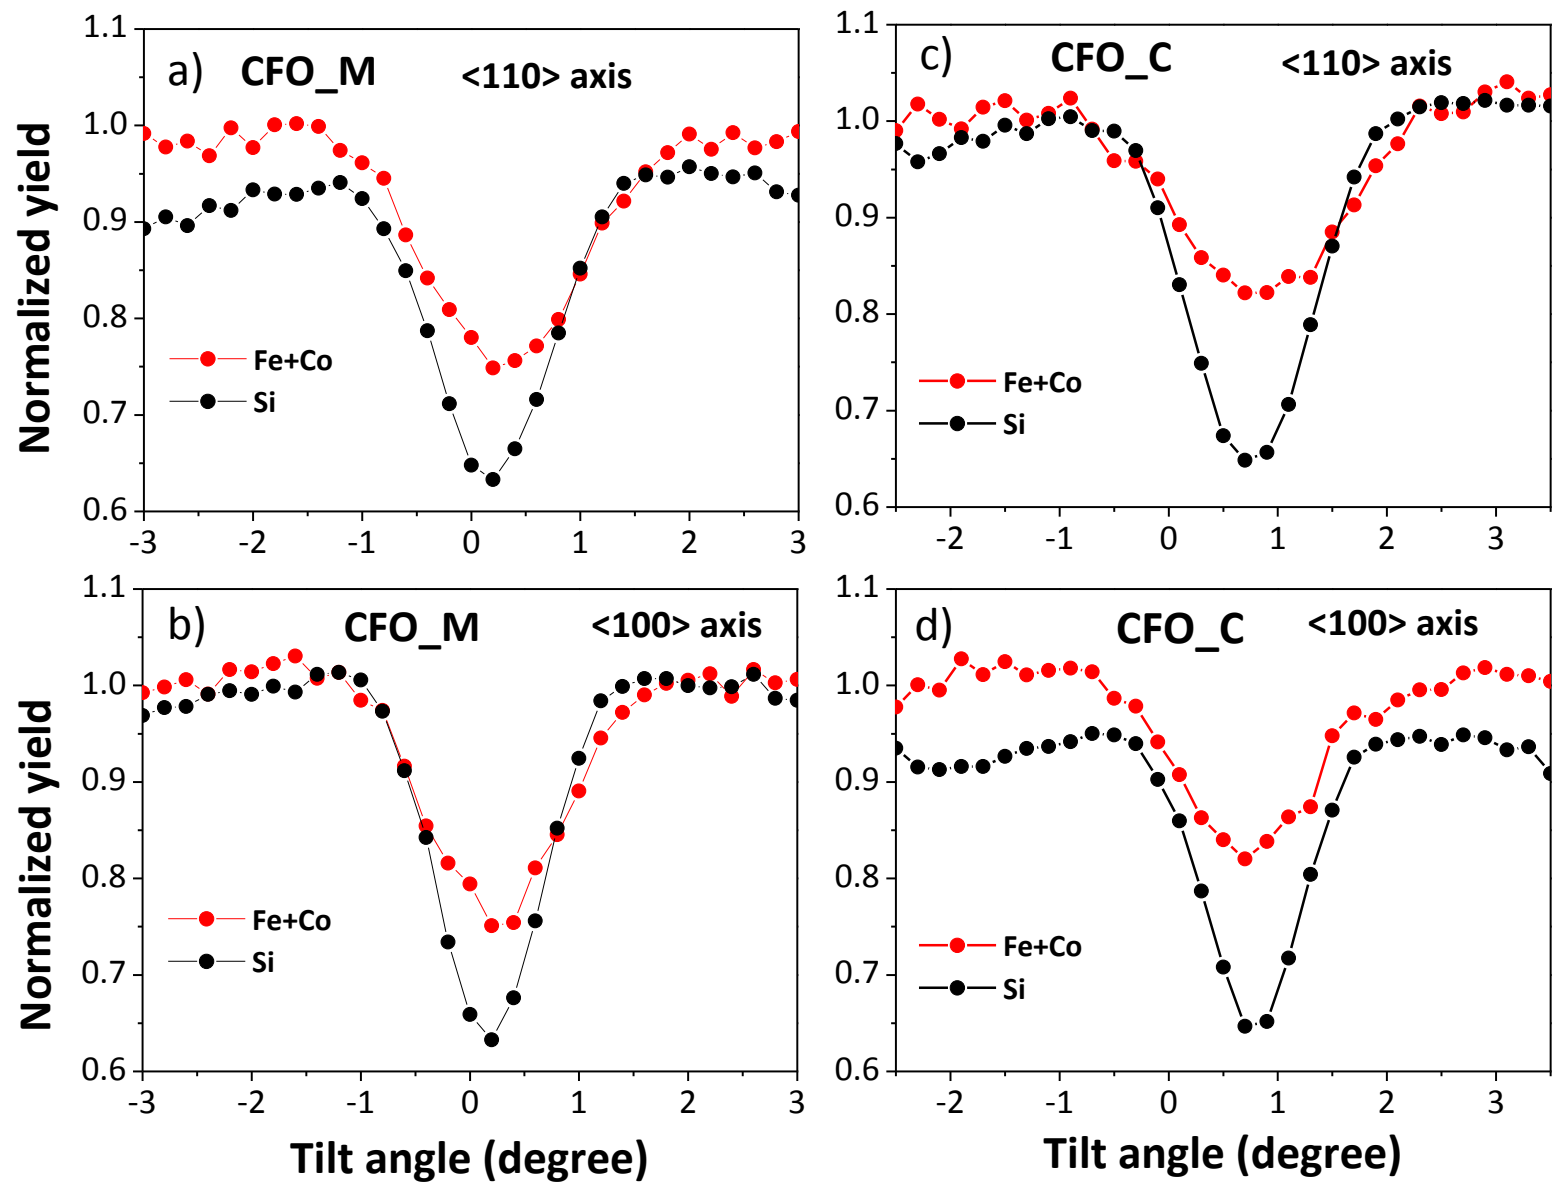 a) CFO_M <110> axis
Normalized yield
1.1
1.0
0.9
0.8
0.7
0.6
Fe+Co
Si
-3 -2 -1 0 1 2 3
c) CFO_C <110> axis
1.1
1.0
0.9
0.8
0.7
0.6
Fe+Co
Si
-2 -1 0 1 2 3
b) CFO_M <100> axis
Normalized yield
1.1
1.0
0.9
0.8
0.7
0.6
Fe+Co
Si
-3 -2 -1 0 1 2 3
Tilt angle (degree)
d) CFO_C <100> axis
1.1
1.0
0.9
0.8
0.7
0.6
Fe+Co
Si
-2 -1 0 1 2 3
Tilt angle (degree)